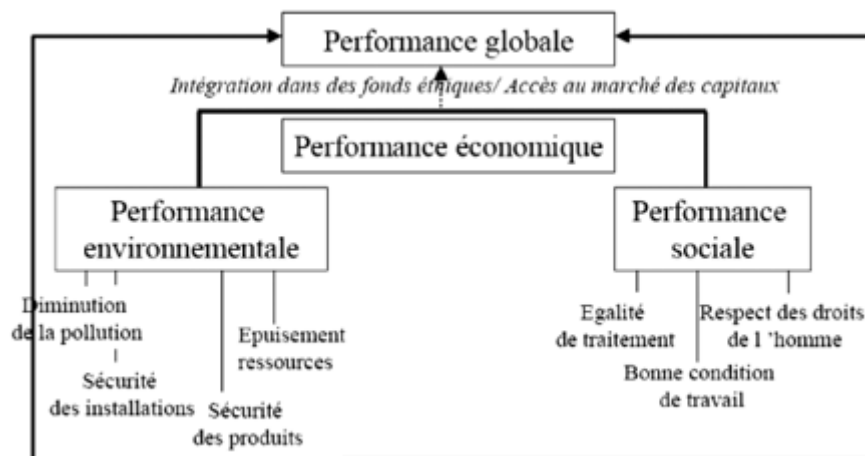 Performance globale
Intégration dans des fonds éthiques/ Accès au marché des capitaux
Performance économique
Performance
environnementale
Performance
sociale
Diminution
de la pollution
Epuisement
ressources
Sécurité
des installations
Sécurité
des produits
Egalité
de traitement
Respect des droits
de l 'homme
Bonne condition
de travail